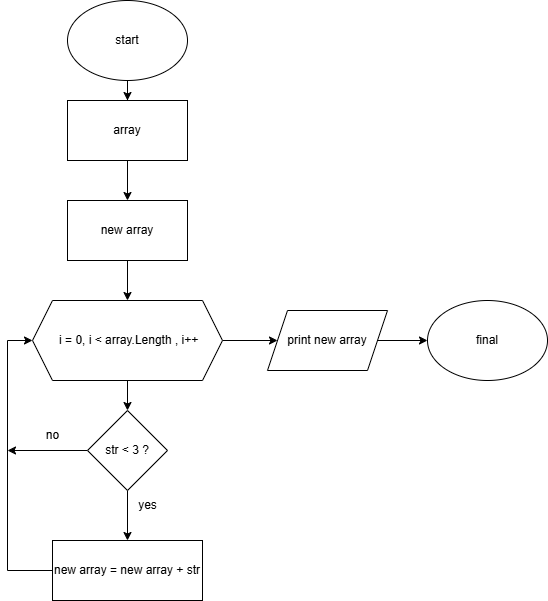 start
array
new array
i = 0, i < array.Length , i++
print new array
final
str < 3 ?
no
yes
new array = new array + str